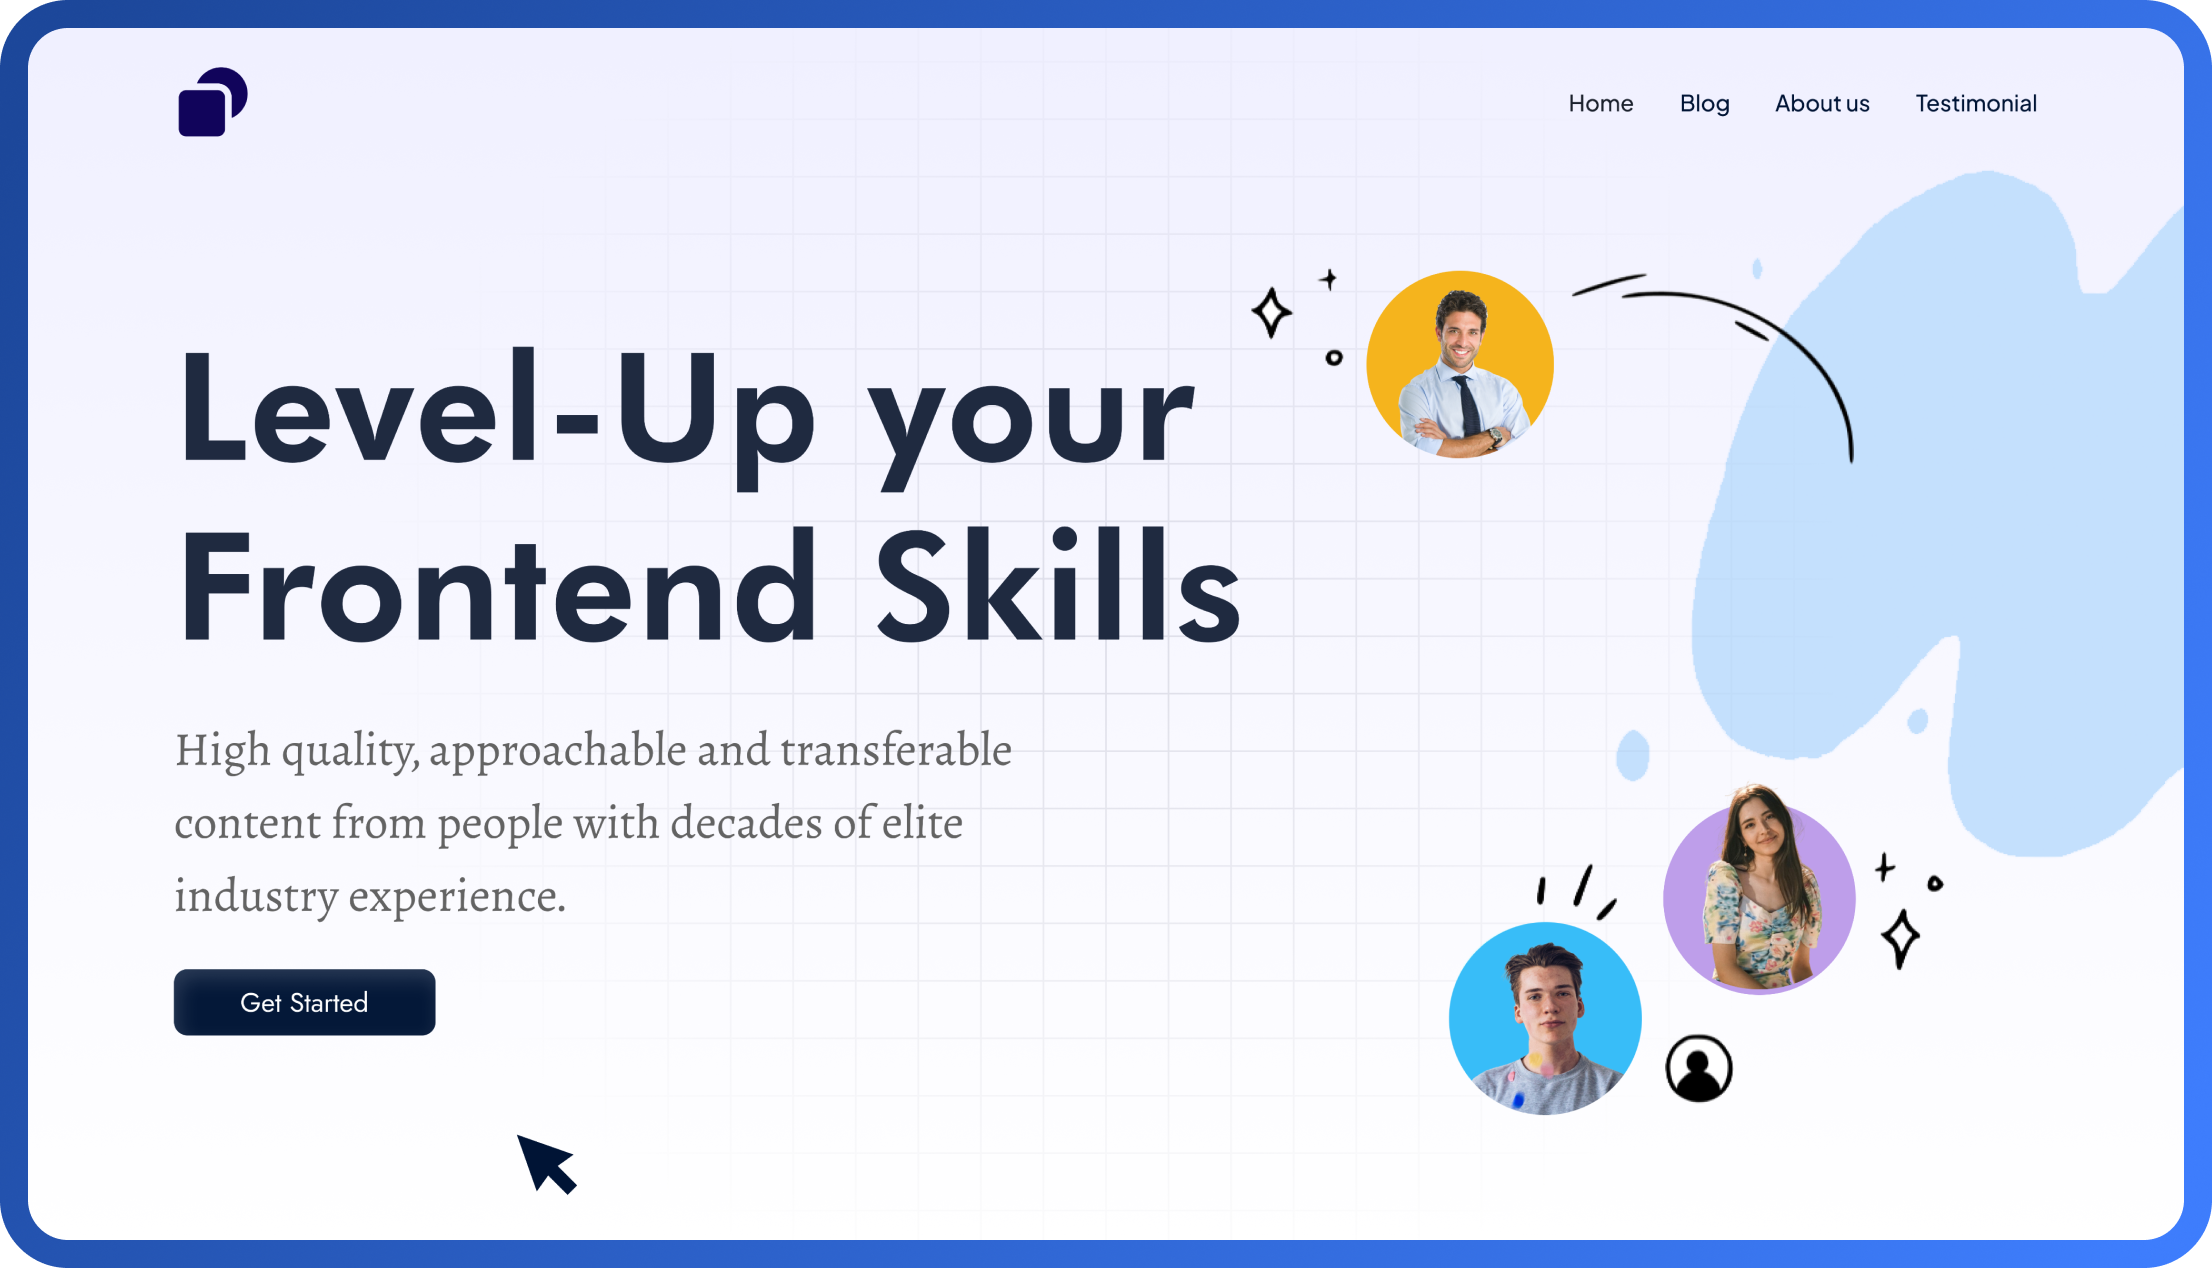 Home Blog About us Testimonial
Level-Up your
Frontend Skills
High quality, approachable and transferable
content from people with decades of elite
industry experience.
Get Started